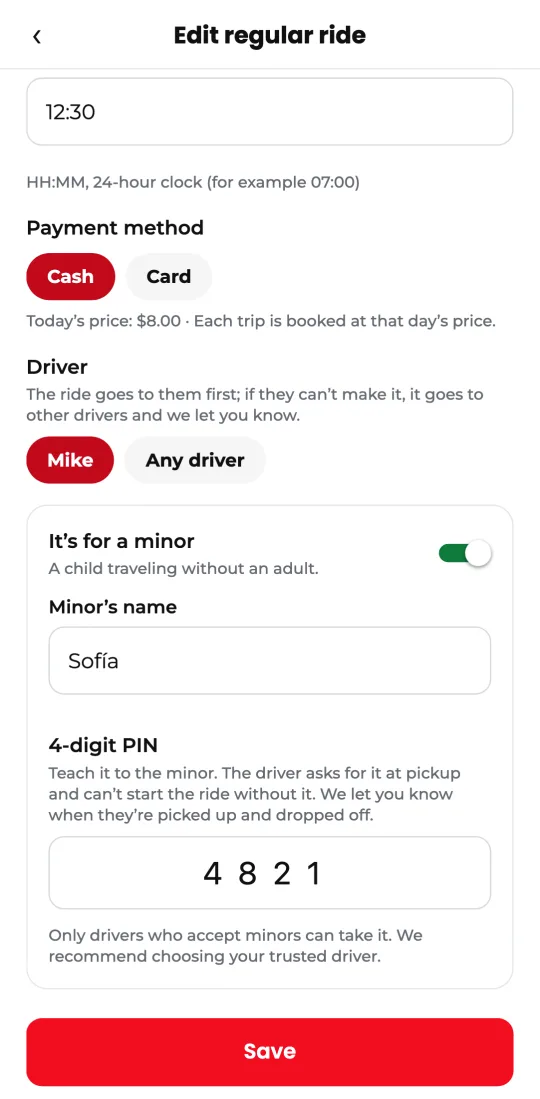 Edit regular ride
12:30
HH:MM, 24-hour clock (for example 07:00)
Payment method
Cash
Card
Today’s price: $8.00 · Each trip is booked at that day’s price.
Driver
The ride goes to them first; if they can’t make it, it goes to
other drivers and we let you know.
Mike
Any driver
It’s for a minor
A child traveling without an adult.
Minor’s name
Sofía
4-digit PIN
Teach it to the minor. The driver asks for it at pickup
and can’t start the ride without it. We let you know
when they’re picked up and dropped off.
4 8 2 1
Only drivers who accept minors can take it. We
recommend choosing your trusted driver.
Save